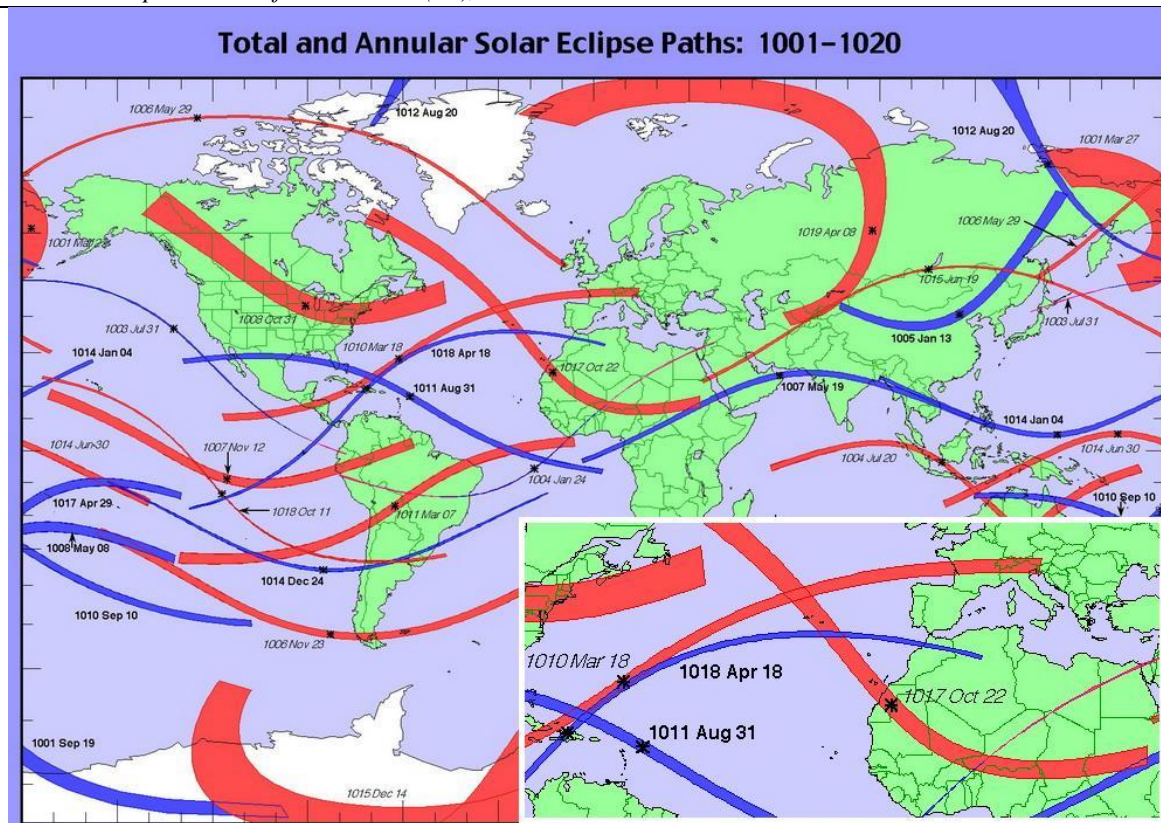 Total and Annular Solar Eclipse Paths: 1001–1020
1006 May 29
1012 Aug 20
1012 Aug 20
1001 Mar 27
1006 May 29
1019 Apr 08
1015 Jun 19
1008 Oct 31
1003 Jul 31
1003 Jul 31
1010 Mar 18
1018 Apr 18
1005 Jan 13
1014 Jan 04
1017 Oct 22
1011 Aug 31
1007 May 19
1014 Jan 04
1007 Nov 12
1014 Jun 30
1014 Jun 30
1004 Jul 20
1004 Jan 24
1017 Apr 29
1018 Oct 11
1011 Mar 07
1010 Sep 10
1008 May 08
1014 Dec 24
1010 Sep 10
1006 Nov 23
1001 Sep 19
1015 Dec 14
1010 Mar 18
1018 Apr 18
1017 Oct 22
1011 Aug 31